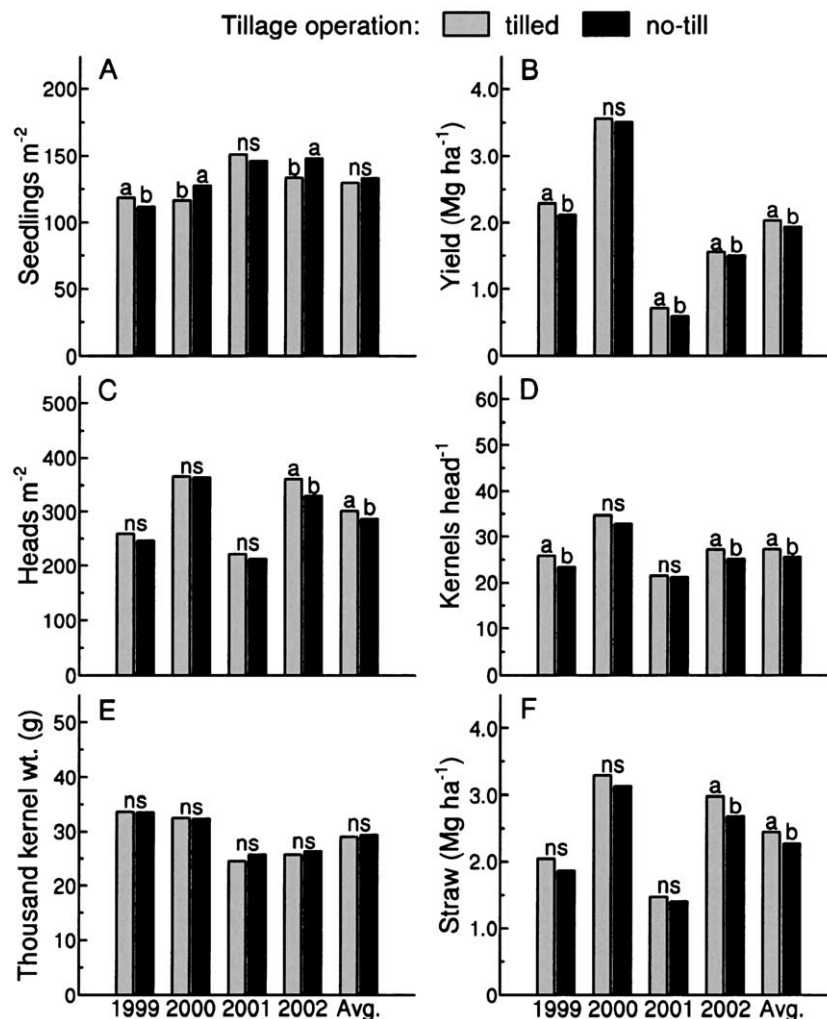 Tillage operation: tilled no-till
A
Seedlings m⁻²
200
150
100
50
0
a b b a ns b a ns
B
Yield (Mg ha⁻¹)
4.0
3.0
2.0
1.0
0
a b ns a b a b a b
C
Heads m⁻²
500
400
300
200
100
0
ns ns ns a b a b
D
Kernels head⁻¹
60
50
40
30
20
10
0
a b ns ns a b a b
E
Thousand kernel wt. (g)
50
40
30
20
10
0
ns ns ns ns ns
1999 2000 2001 2002 Avg.
F
Straw (Mg ha⁻¹)
4.0
3.0
2.0
1.0
0
ns ns ns a b a b
1999 2000 2001 2002 Avg.